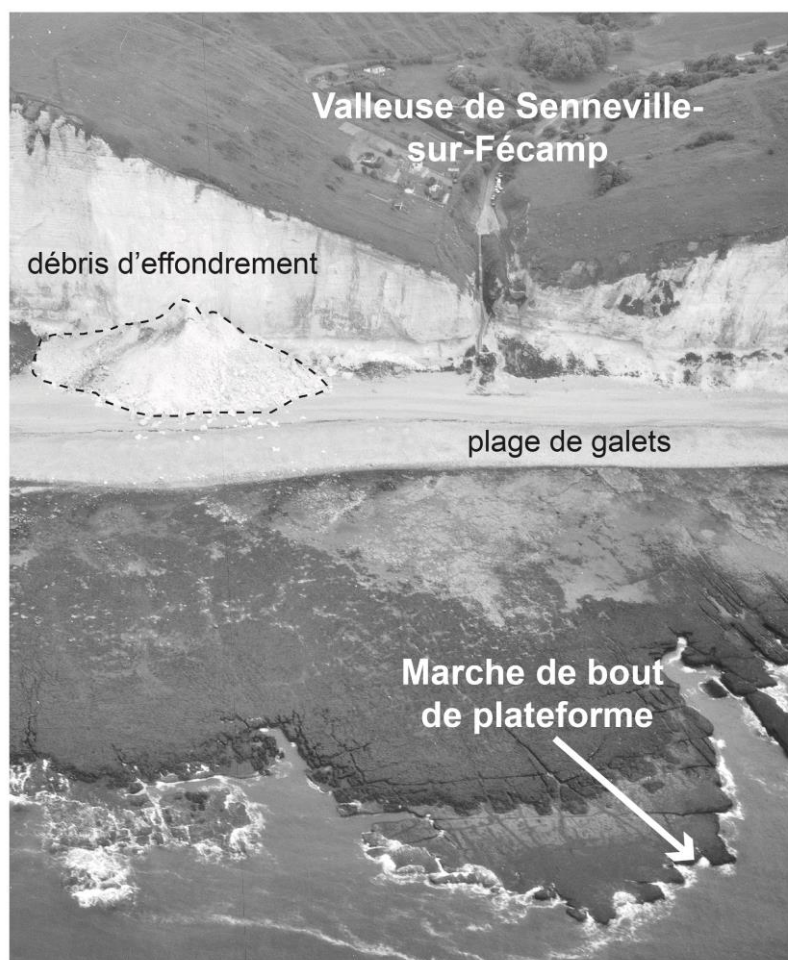 Valleuse de Senneville-
sur-Fécamp
débris d'effondrement
plage de galets
Marche de bout
de plateforme